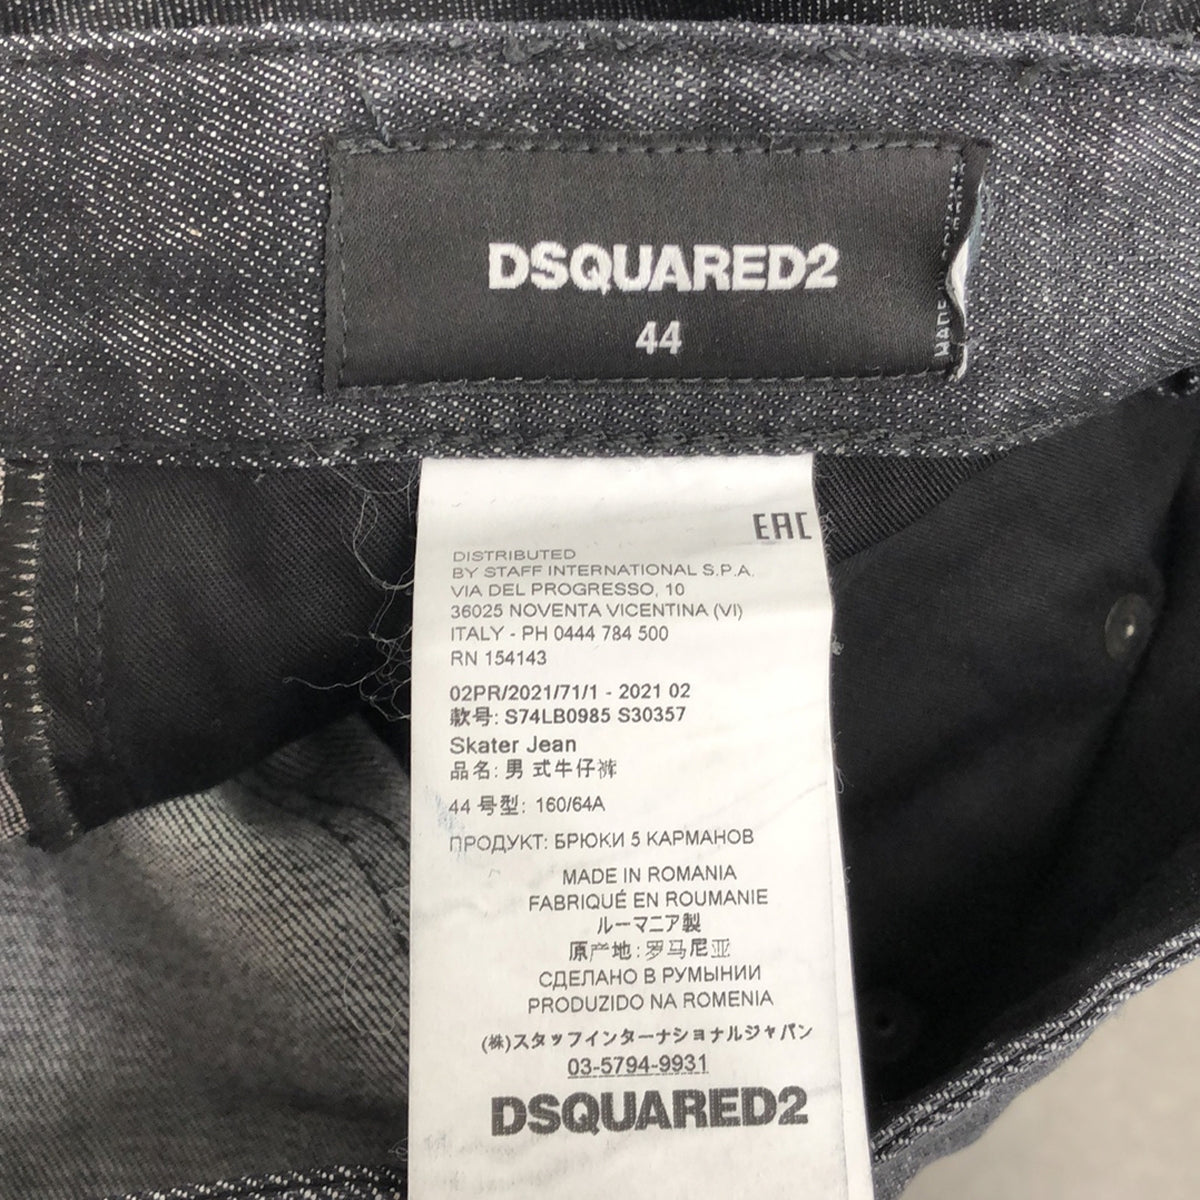 DSQUARED2
44
MADE
EAC
DISTRIBUTED
BY STAFF INTERNATIONAL S.P.A.
VIA DEL PROGRESSO, 10
36025 NOVENTA VICENTINA (VI)
ITALY - PH 0444 784 500
RN 154143
02PR/2021/71/1 - 2021 02
款号: S74LB0985 S30357
Skater Jean
品名: 男 式牛仔裤
44 号型: 160/64A
ПРОДУКТ: БРЮКИ 5 КАРМАНОВ
MADE IN ROMANIA
FABRIQUÉ EN ROUMANIE
ルーマニア製
原产地: 罗马尼亚
СДЕЛАНО В РУМЫНИИ
PRODUZIDO NA ROMENIA
(株)スタッフインターナショナルジャパン
03-5794-9931
DSQUARED2